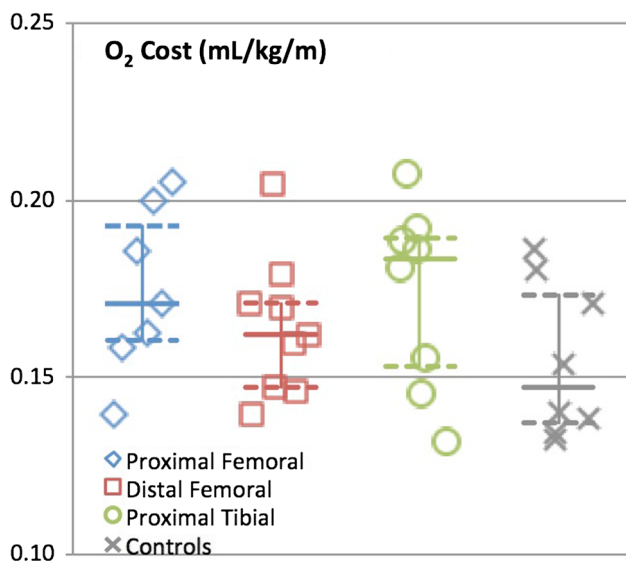 0.25
O₂ Cost (mL/kg/m)
0.20
0.15
Proximal Femoral
Distal Femoral
Proximal Tibial
Controls
0.10